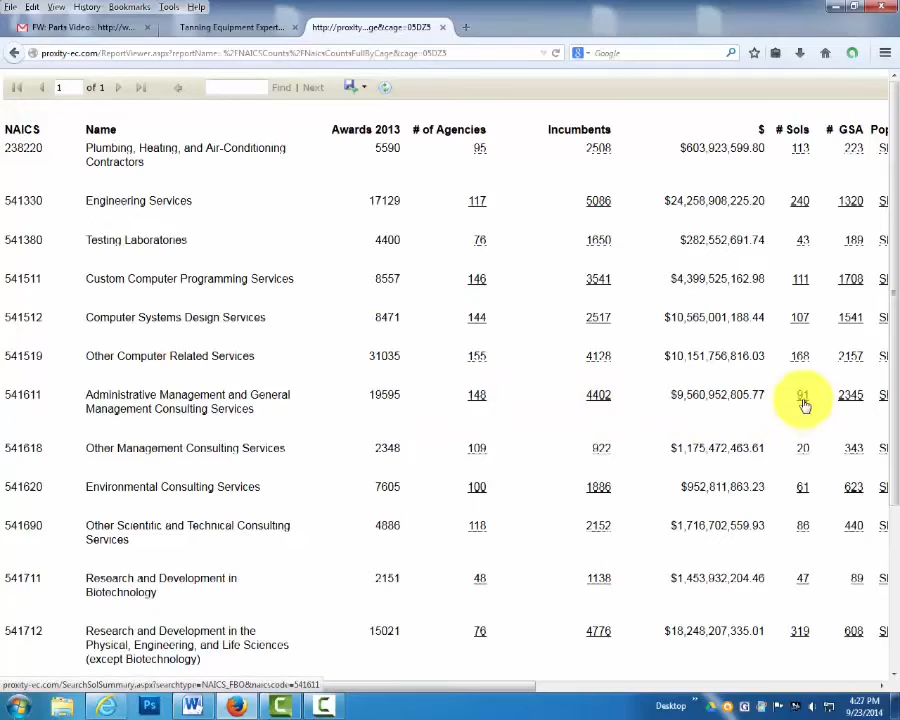 File Edit View History Bookmarks Tools Help
FW: Parts Video: http://w... × Tanning Equipment Expert... × http://proxity...ge&cage=05DZ3 × +
proxity-ec.com/ReportViewer.aspx?reportName=%2FNAICSCounts%2FNaicsCountsFullByCage&cage=05DZ3 Google
1 of 1 Find | Next
NAICS Name Awards 2013 # of Agencies Incumbents $ # Sols # GSA Pop
238220 Plumbing, Heating, and Air-Conditioning 5590 95 2508 $603,923,599.80 113 223
Contractors
541330 Engineering Services 17129 117 5086 $24,258,908,225.20 240 1320
541380 Testing Laboratories 4400 76 1650 $282,552,691.74 43 189
541511 Custom Computer Programming Services 8557 146 3541 $4,399,525,162.98 111 1708
541512 Computer Systems Design Services 8471 144 2517 $10,565,001,188.44 107 1541
541519 Other Computer Related Services 31035 155 4128 $10,151,756,816.03 168 2157
541611 Administrative Management and General 19595 148 4402 $9,560,952,805.77 91 2345
Management Consulting Services
541618 Other Management Consulting Services 2348 109 922 $1,175,472,463.61 20 343
541620 Environmental Consulting Services 7605 100 1886 $952,811,863.23 61 623
541690 Other Scientific and Technical Consulting 4886 118 2152 $1,716,702,559.93 86 440
Services
541711 Research and Development in 2151 48 1138 $1,453,932,204.46 47 89
Biotechnology
541712 Research and Development in the 15021 76 4776 $18,248,207,335.01 319 608
Physical, Engineering, and Life Sciences
(except Biotechnology)
proxity-ec.com/SearchSolSummary.aspx?searchtype=NAICS_FBO&naicscode=541611
Desktop 4:27 PM
9/23/2014